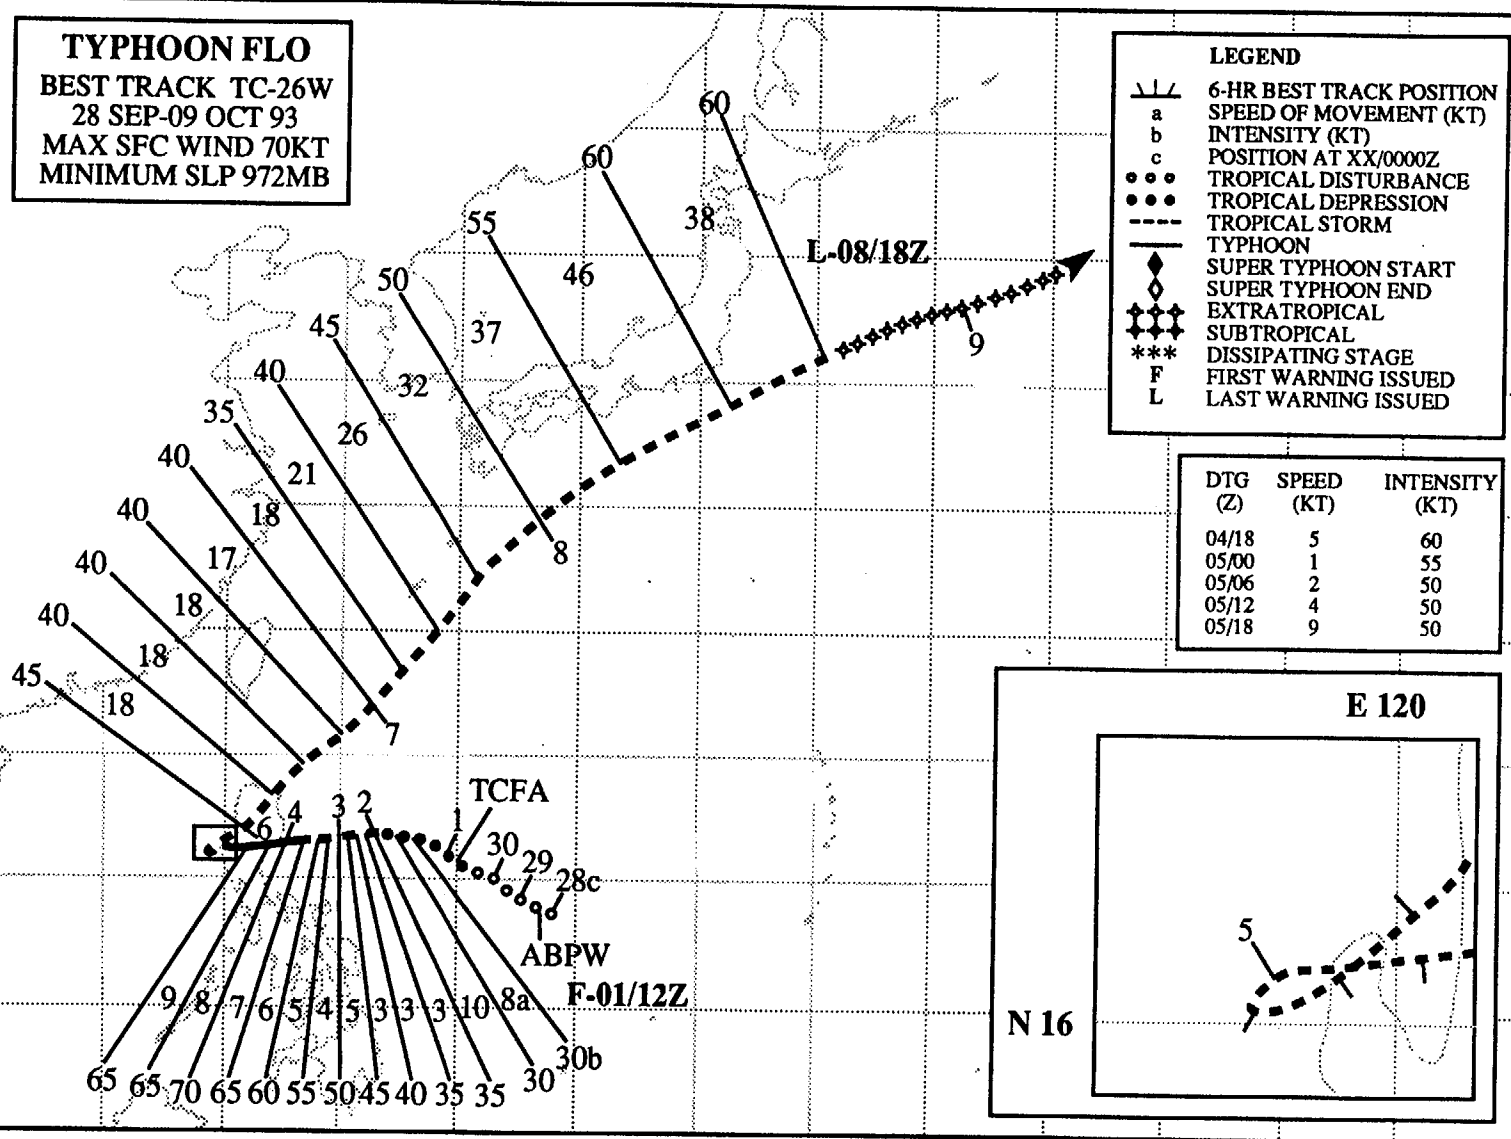 TYPHOON FLO
BEST TRACK TC-26W
28 SEP-09 OCT 93
MAX SFC WIND 70KT
MINIMUM SLP 972MB
LEGEND
6-HR BEST TRACK POSITION
a SPEED OF MOVEMENT (KT)
b INTENSITY (KT)
c POSITION AT XX/0000Z
TROPICAL DISTURBANCE
TROPICAL DEPRESSION
TROPICAL STORM
TYPHOON
SUPER TYPHOON START
SUPER TYPHOON END
EXTRATROPICAL
SUBTROPICAL
*** DISSIPATING STAGE
F FIRST WARNING ISSUED
L LAST WARNING ISSUED
DTG SPEED INTENSITY
(Z) (KT) (KT)
04/18 5 60
05/00 1 55
05/06 2 50
05/12 4 50
05/18 9 50
E 120
5
N 16
60
60
38
55
L-08/18Z
46
50
45
37
9
40
32
35
26
40
21
40
18
8
40
17
40
18
45
18
18
7
TCFA
6
4
3
2
1
30
29
28c
ABPW
F-01/12Z
9 8 7 6 5 4 5 3 3 3 10 8a
65 65 70 65 60 55 50 45 40 35 35 30 30b